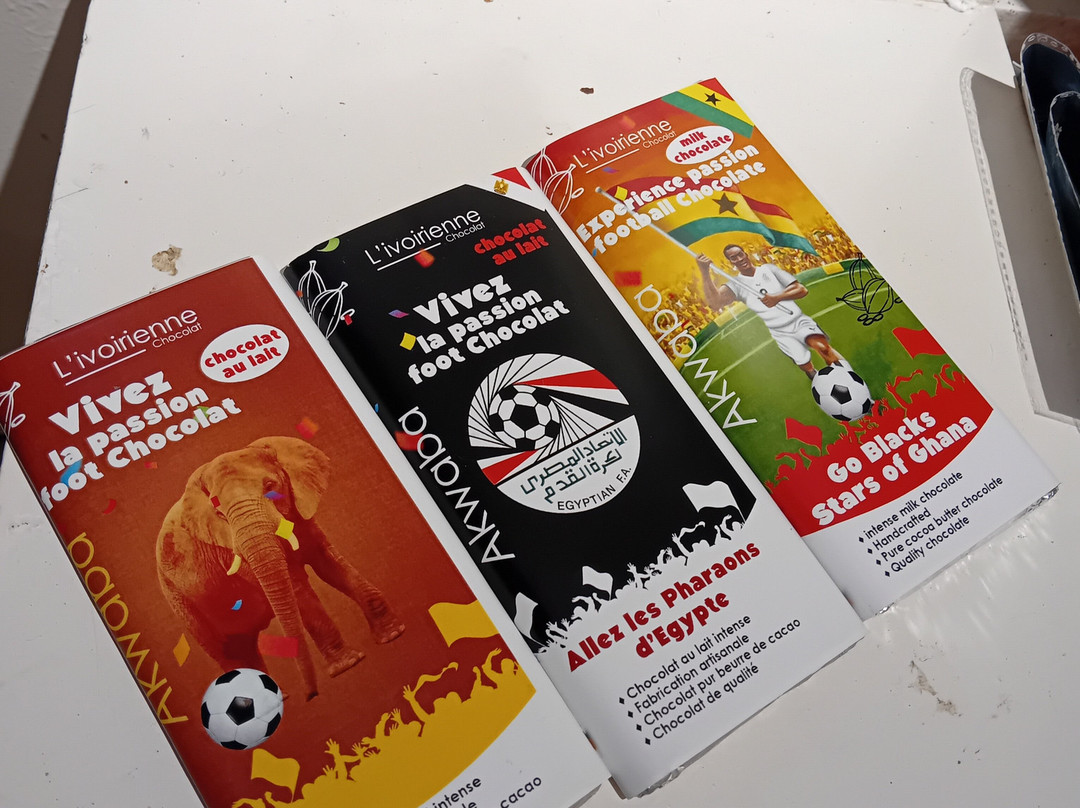 L'ivoirienne
Chocolat
chocolat
au lait
Vivez
la passion
foot Chocolat
Akwaba
intense
cacao
L'ivoirienne
Chocolat
chocolat
au lait
Vivez
la passion
foot Chocolat
Akwaba
الاتحاد المصرى
لكرة القدم
EGYPTIAN F.A.
Allez les Pharaons
d'Egypte
♦ Chocolat au lait intense
♦ Fabrication artisanale
♦ Chocolat pur beurre de cacao
♦ Chocolat de qualité
L'ivoirienne
Chocolat
milk
chocolate
Experience passion
football Chocolate
Akwaba
Go Blacks
Stars of Ghana
♦ intense milk chocolate
♦ Handcrafted
♦ Pure cocoa butter chocolate
♦ Quality chocolate